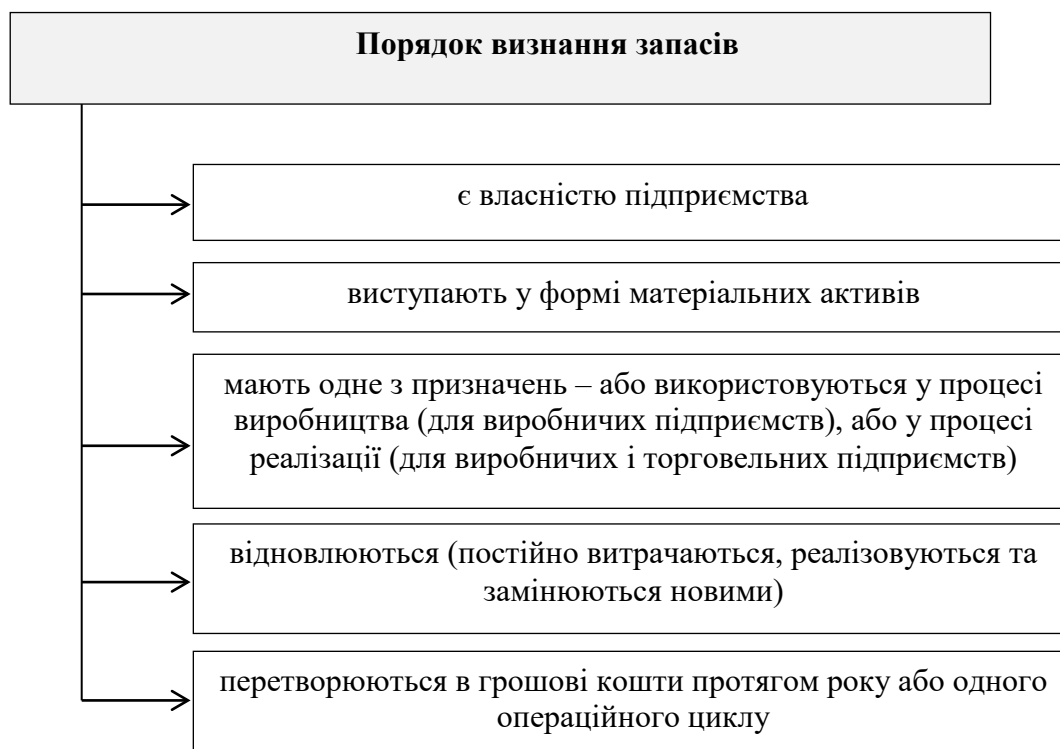 Порядок визнання запасів
є власністю підприємства
виступають у формі матеріальних активів
мають одне з призначень – або використовуються у процесі
виробництва (для виробничих підприємств), або у процесі
реалізації (для виробничих і торговельних підприємств)
відновлюються (постійно витрачаються, реалізовуються та
замінюються новими)
перетворюються в грошові кошти протягом року або одного
операційного циклу